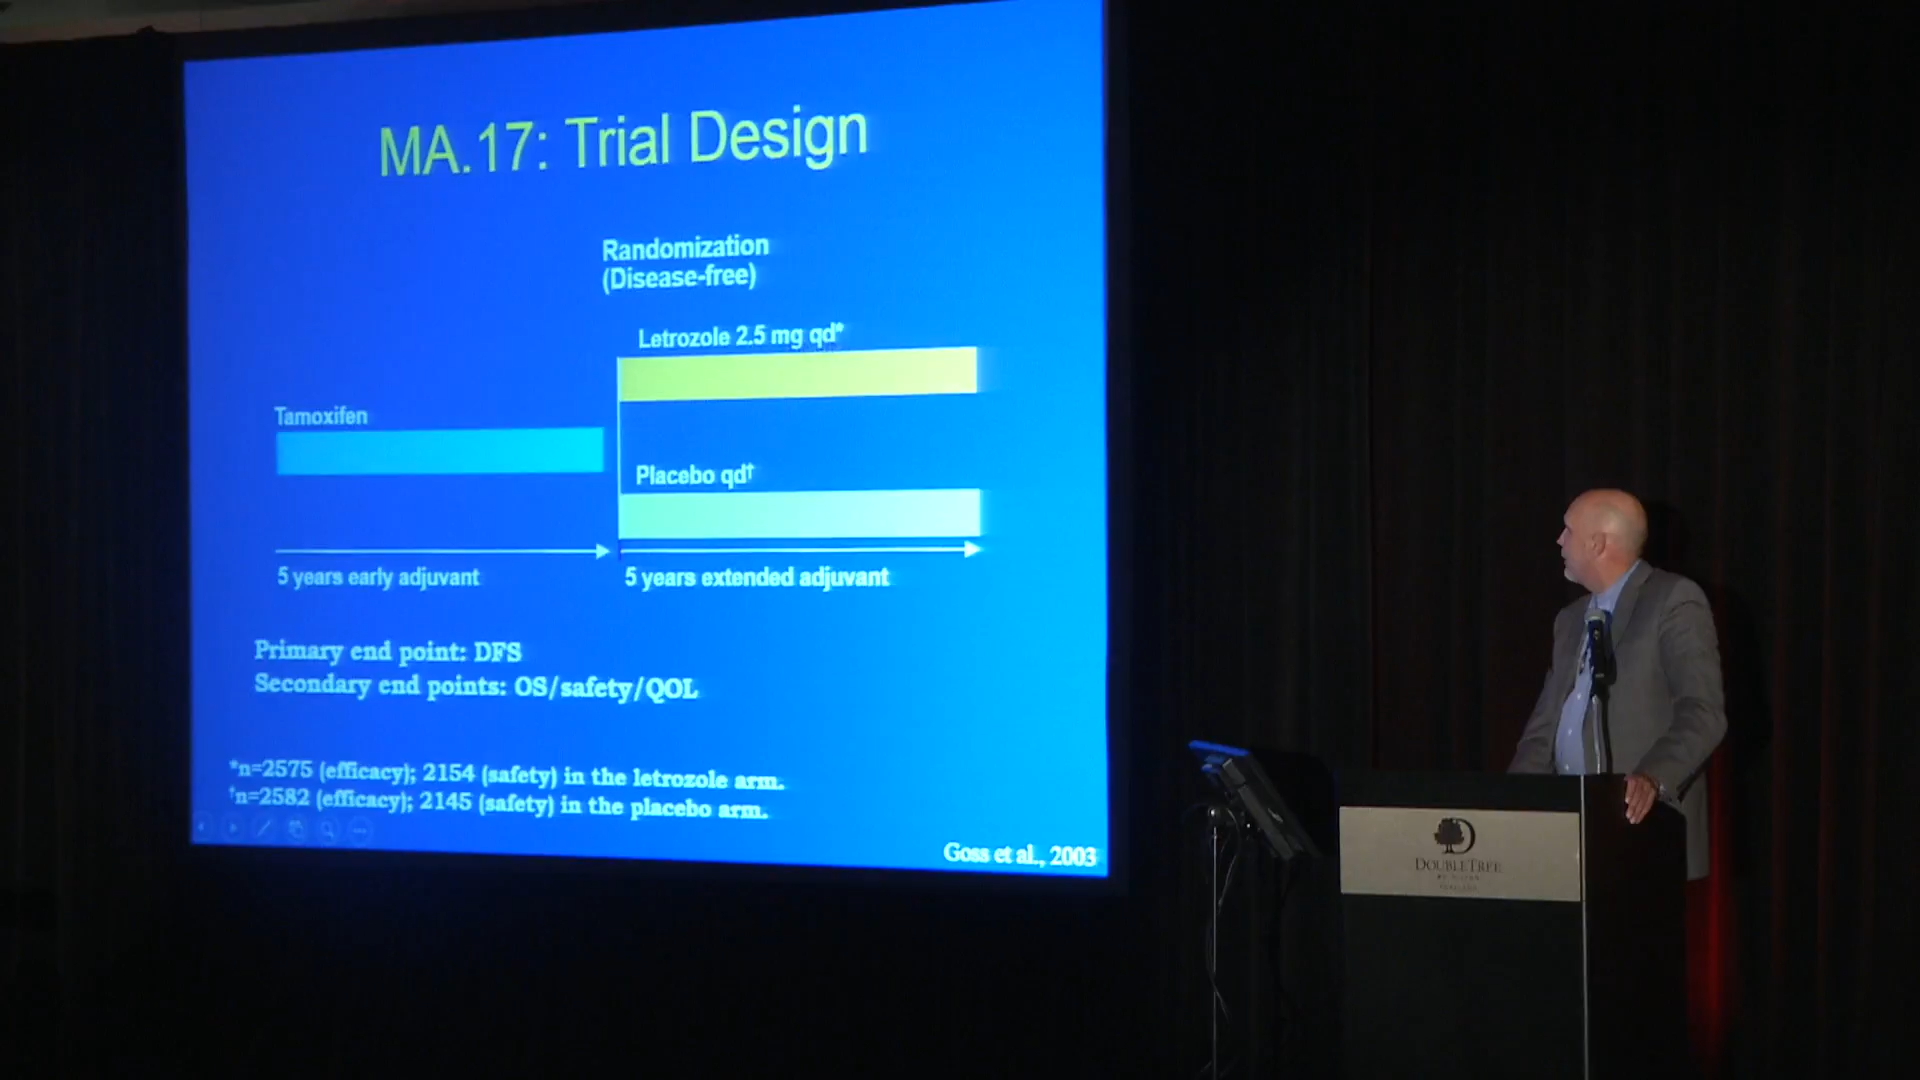 MA.17: Trial Design
Randomization
(Disease-free)
Letrozole 2.5 mg qd*
Tamoxifen
Placebo qd†
5 years early adjuvant
5 years extended adjuvant
Primary end point: DFS
Secondary end points: OS/safety/QOL
*n=2575 (efficacy); 2154 (safety) in the letrozole arm.
†n=2582 (efficacy); 2145 (safety) in the placebo arm.
Goss et al., 2003
D
DOUBLETREE